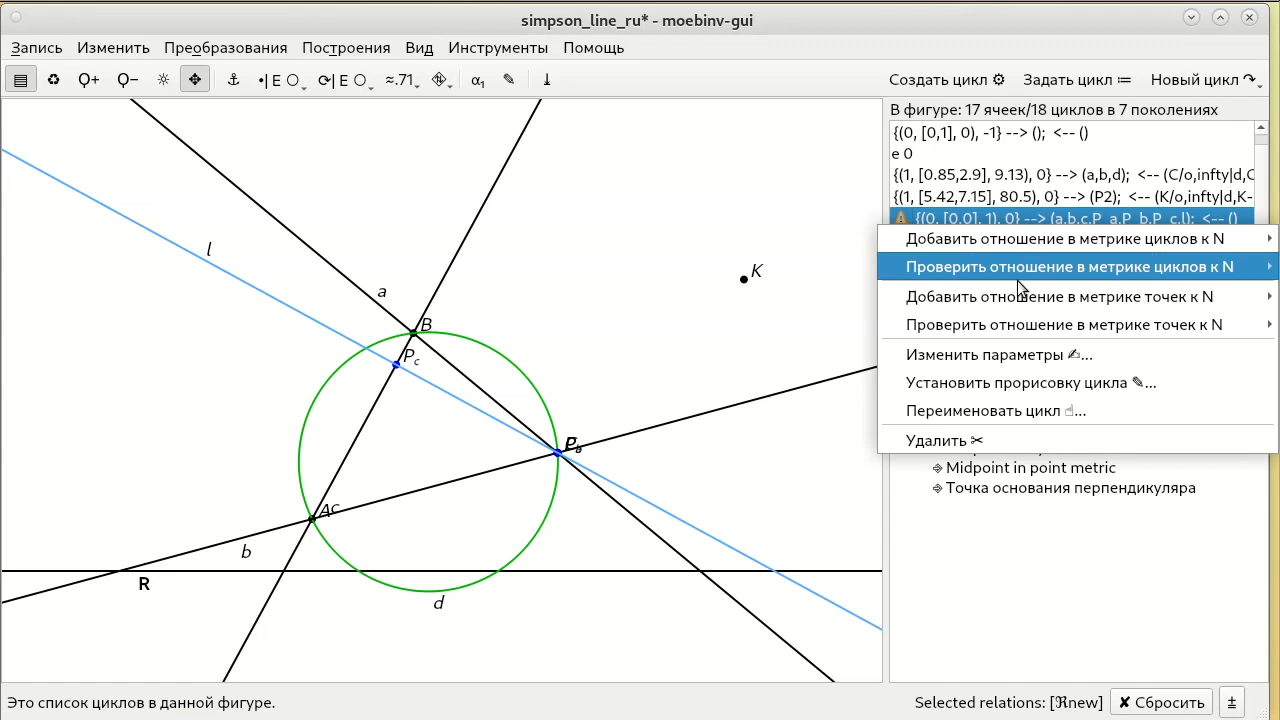 simpson_line_ru* - moebinv-gui
Запись Изменить Преобразования Построения Вид Инструменты Помощь
E E ≈.71 α₁ Создать цикл Задать цикл Новый цикл
В фигуре: 17 ячеек/18 циклов в 7 поколениях
{(0, [0,1], 0), -1} --> (); <-- ()
e 0
{(1, [0.85,2.9], 9.13), 0} --> (a,b,d); <-- (C/o,infty|d,C
{(1, [5.42,7.15], 80.5), 0} --> (P2); <-- (K/o,infty|d,K-
{(0, [0,0], 1), 0} --> (a,b,c,P_a,P_b,P_c,l); <-- ()
Добавить отношение в метрике циклов к N
Проверить отношение в метрике циклов к N
Добавить отношение в метрике точек к N
Проверить отношение в метрике точек к N
Изменить параметры ✍...
Установить прорисовку цикла ✎...
Переименовать цикл ☝...
Удалить ✂
Midpoint in point metric
Точка основания перпендикуляра
l
a
K
B
P_c
A c
b
R
d
Это список циклов в данной фигуре.
Selected relations: [ℜnew] ✘ Сбросить ±